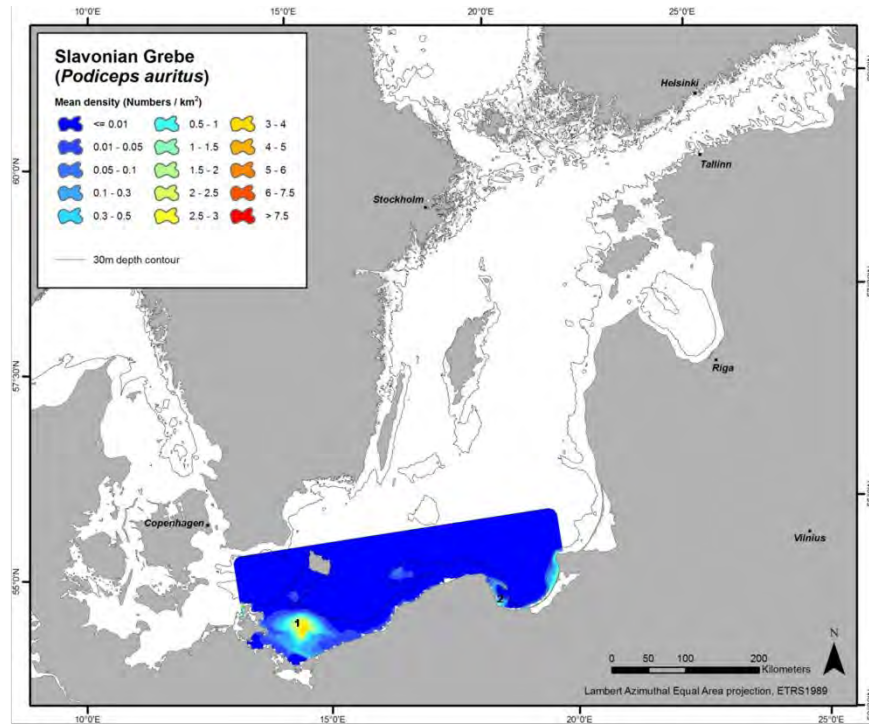 10°0'E 15°0'E 20°0'E 25°0'E
Slavonian Grebe
(Podiceps auritus)
Mean density (Numbers / km²)
<= 0.01 0.5 - 1 3 - 4
0.01 - 0.05 1 - 1.5 4 - 5
0.05 - 0.1 1.5 - 2 5 - 6
0.1 - 0.3 2 - 2.5 6 - 7.5
0.3 - 0.5 2.5 - 3 > 7.5
30m depth contour
Helsinki
Tallinn
Stockholm
60°0'N
Riga
57°30'N
Copenhagen
Vilnius
55°0'N
1
2
N
0 50 100 200
Kilometers
Lambert Azimuthal Equal Area projection, ETRS1989
10°0'E 15°0'E 20°0'E 25°0'E